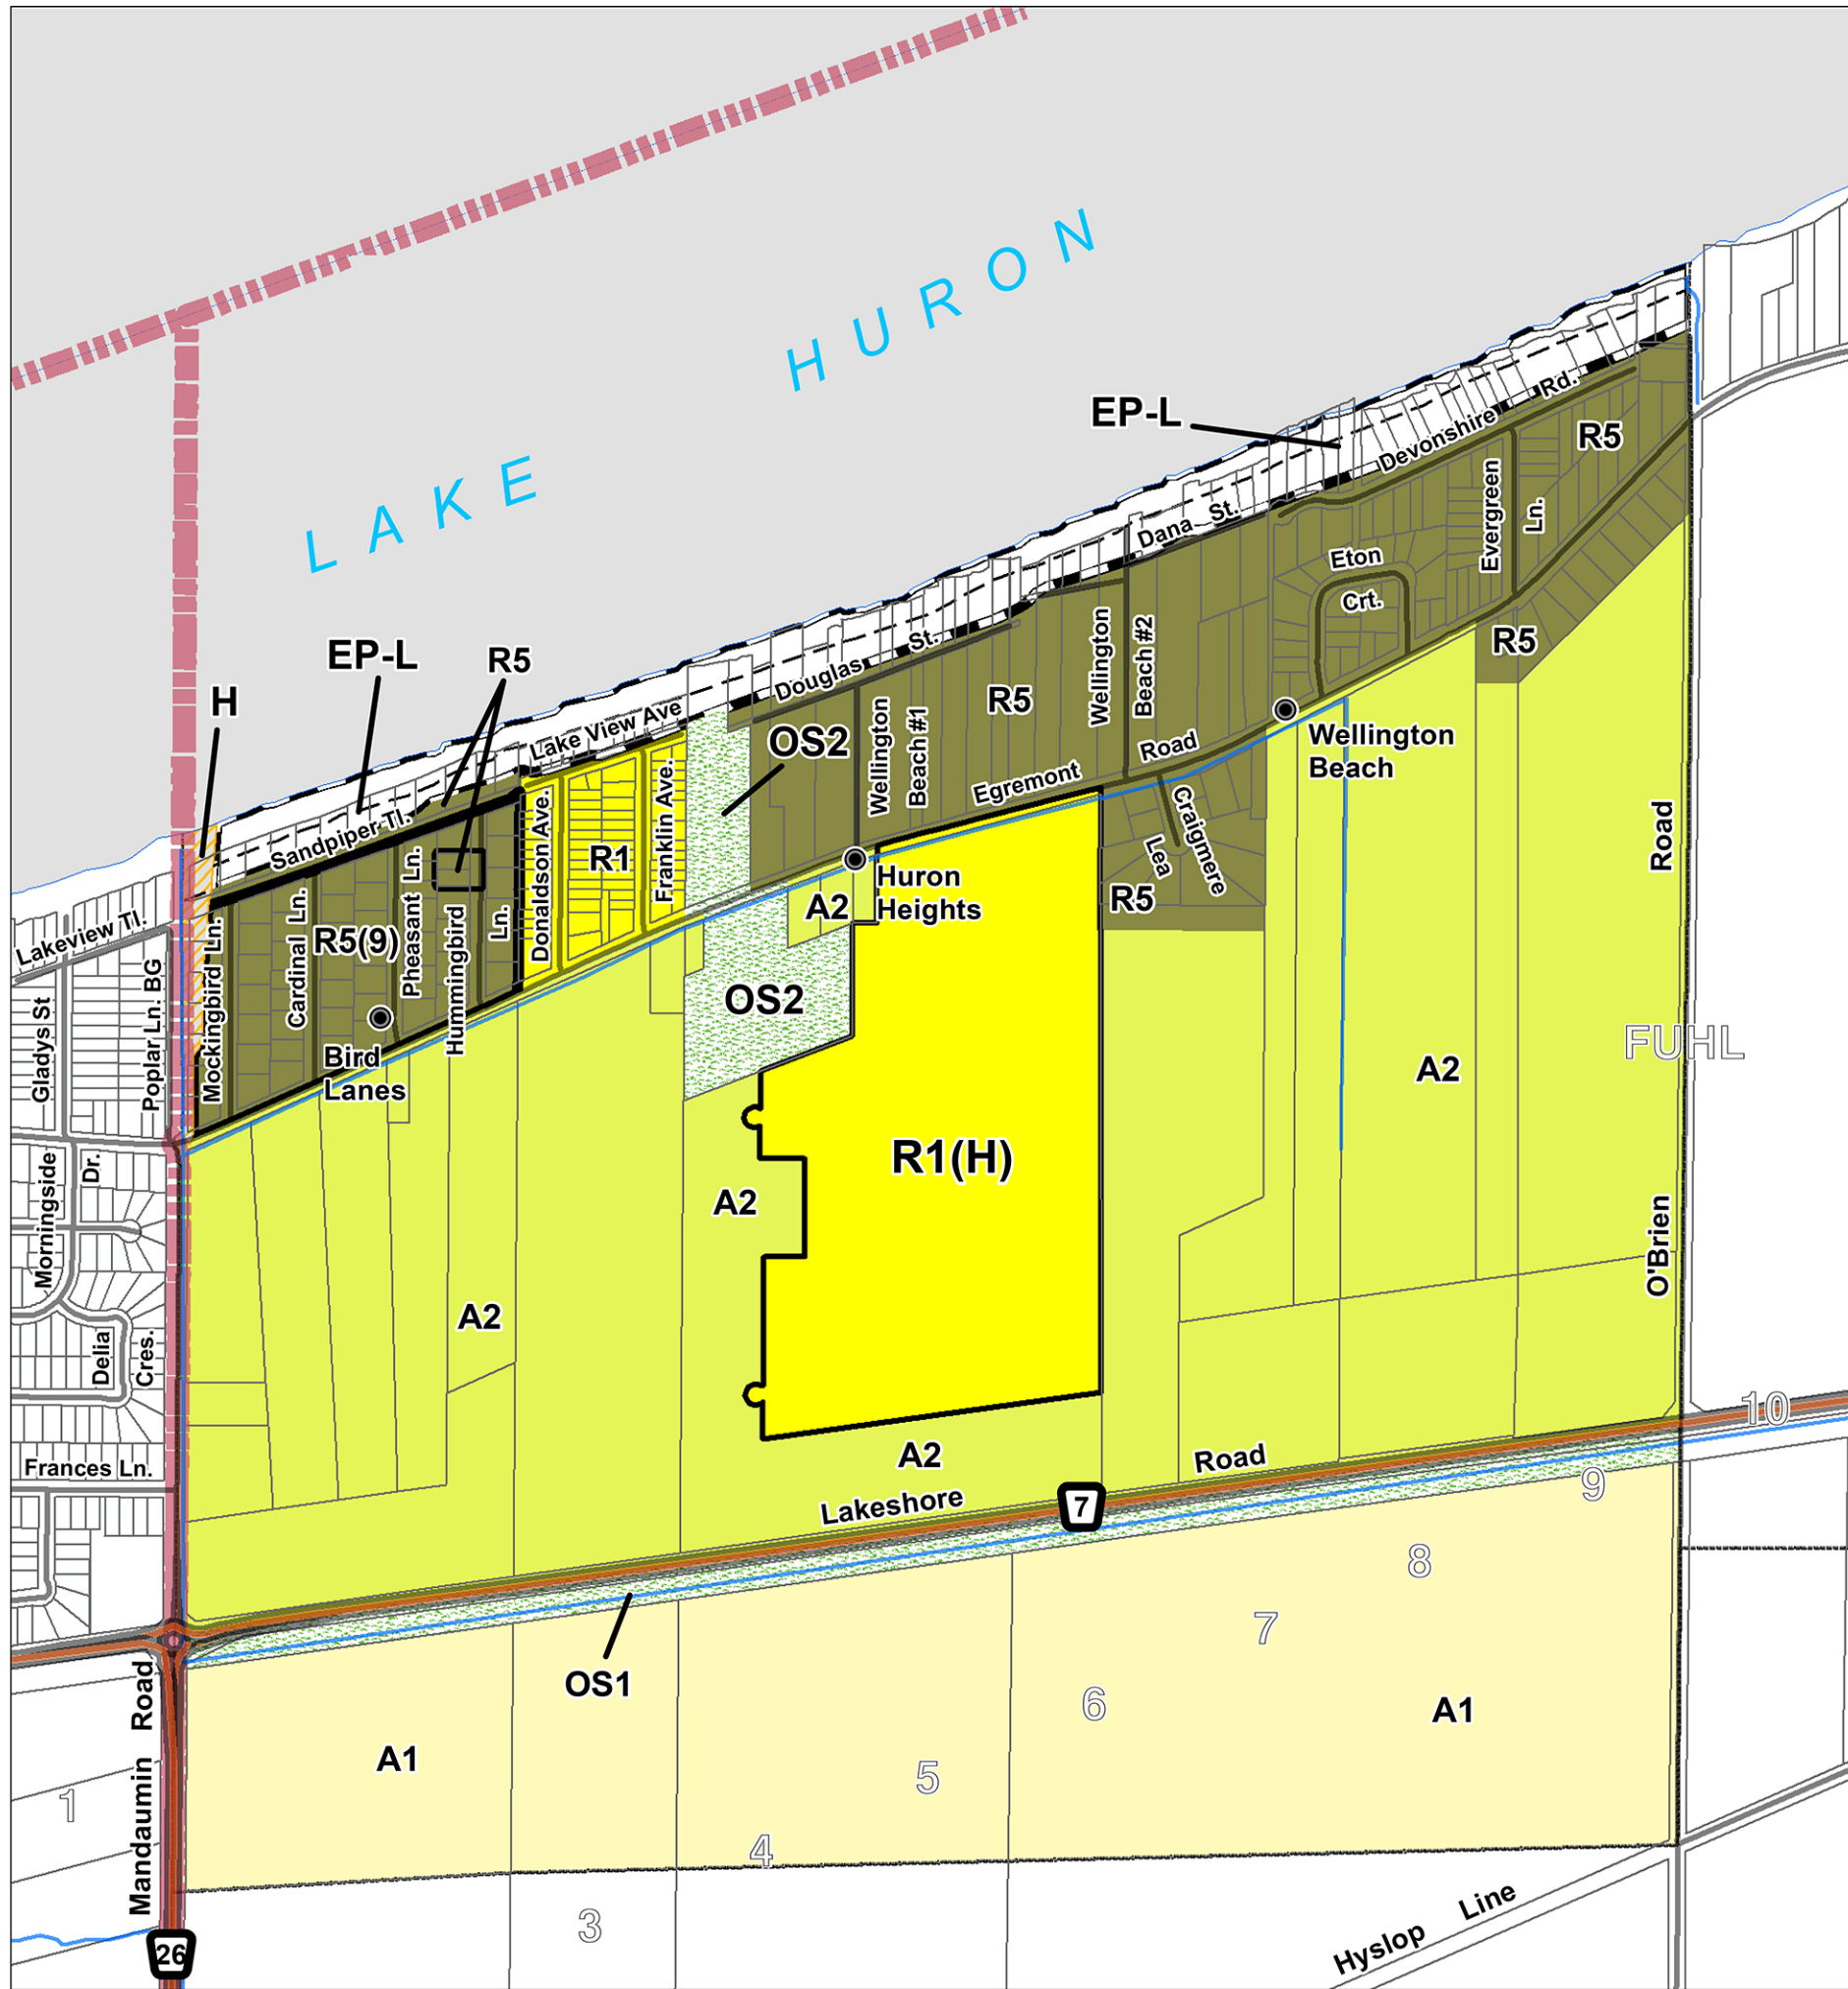 LAKE HURON
EP-L
Devonshire Rd.
R5
Dana St.
Evergreen Ln.
Eton
Crt.
EP-L
R5
H
Douglas St.
R5
Wellington
Beach #2
R5
Lake View Ave
OS2
Wellington
Beach #1
Egremont Road
Wellington
Beach
Sandpiper Tl.
R1
Donaldson Ave.
Franklin Ave.
Craigmere
Lea
Road
Huron
Heights
A2
R5
Lakeview Tl.
R5(9)
Mockingbird Ln.
Cardinal Ln.
Pheasant Ln.
Hummingbird Ln.
Gladys St
Poplar Ln. BG
Bird
Lanes
OS2
FUHL
A2
R1(H)
Morningside Dr.
A2
O'Brien
A2
Delia Cres.
10
A2
Frances Ln.
Lakeshore Road
7
9
8
7
OS1
6
A1
A1
Mandaumin Road
1
5
4
3
Hyslop Line
26